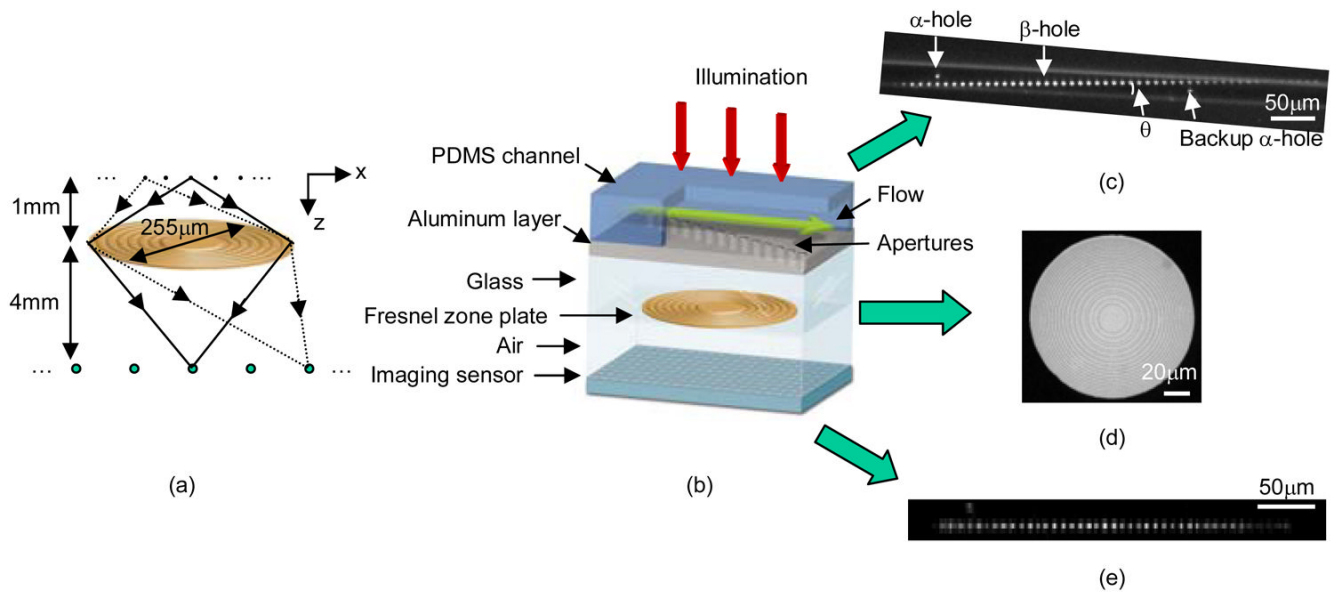 ... ...
x
z
1mm
255μm
4mm
... ...
(a)
Illumination
PDMS channel
Flow
Aluminum layer
Apertures
Glass
Fresnel zone plate
Air
Imaging sensor
(b)
α-hole
β-hole
θ
50μm
Backup α-hole
(c)
20μm
(d)
50μm
(e)